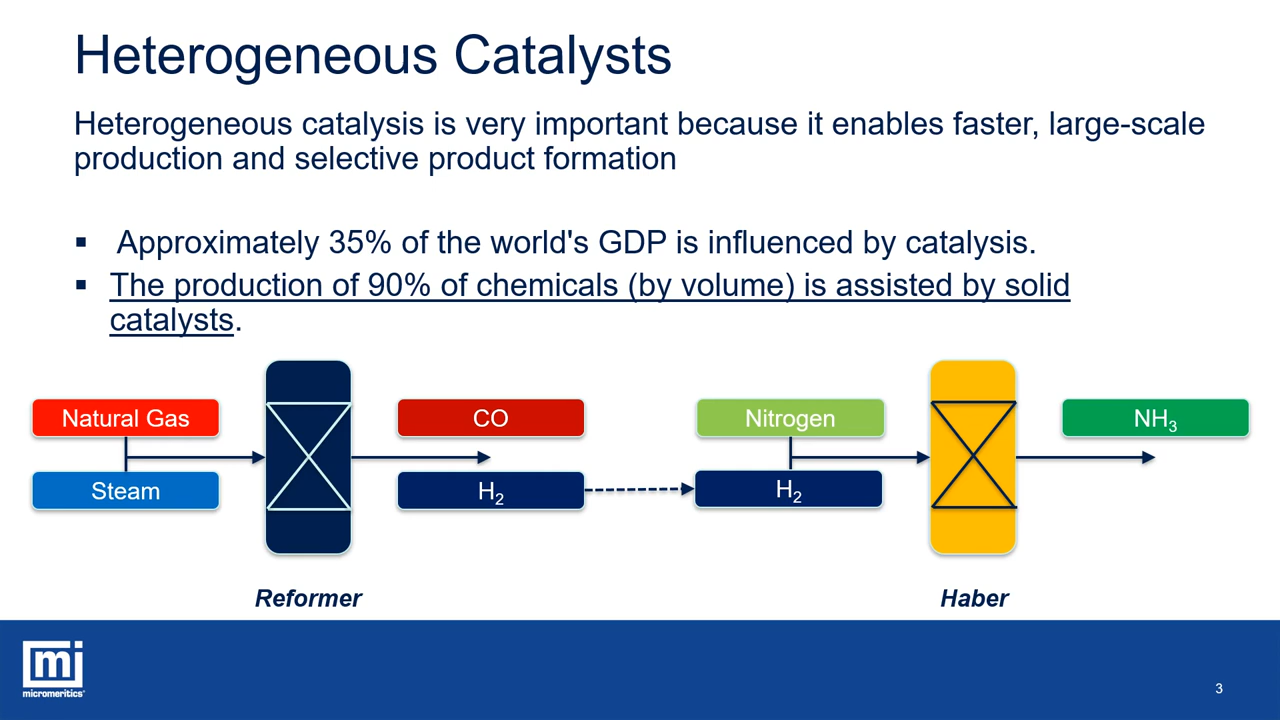 Heterogeneous Catalysts
Heterogeneous catalysis is very important because it enables faster, large-scale
production and selective product formation
▪ Approximately 35% of the world's GDP is influenced by catalysis.
▪ The production of 90% of chemicals (by volume) is assisted by solid
catalysts.
Natural Gas
Steam
Reformer
CO
H₂
Nitrogen
H₂
Haber
NH₃
mi
micromeritics®
3